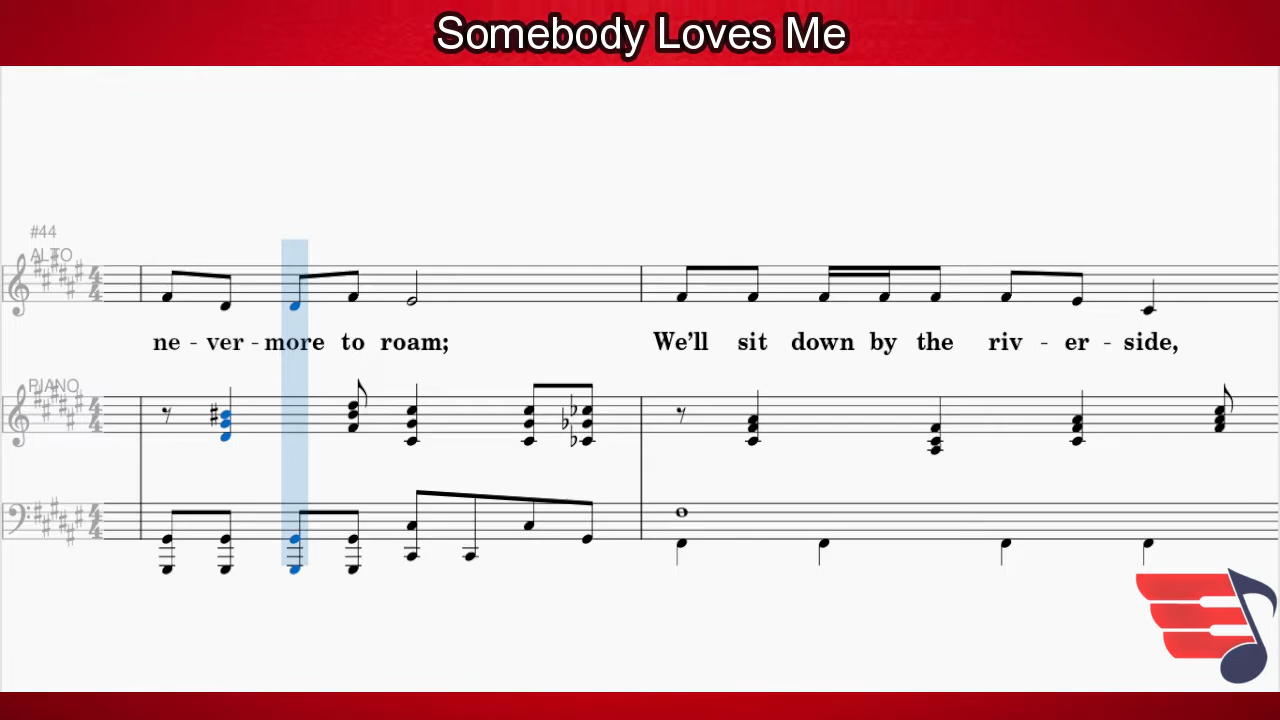 Somebody Loves Me
#44
ALTO
ne - ver - more to roam; We'll sit down by the riv - er - side,
PIANO